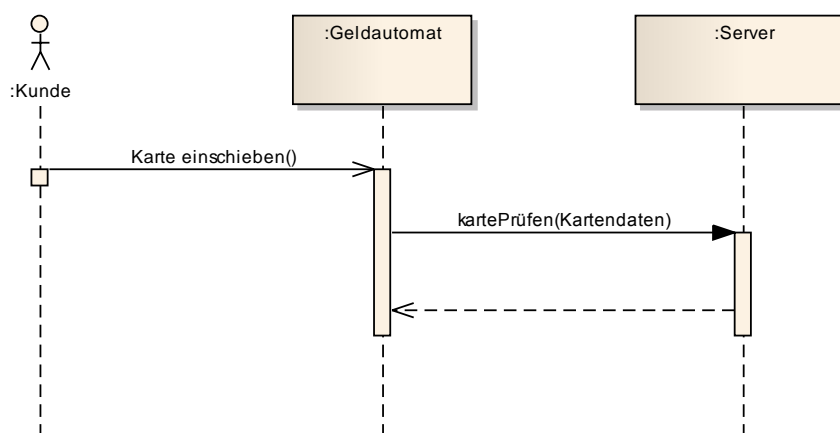 :Geldautomat
:Server
:Kunde
Karte einschieben()
kartePrüfen(Kartendaten)